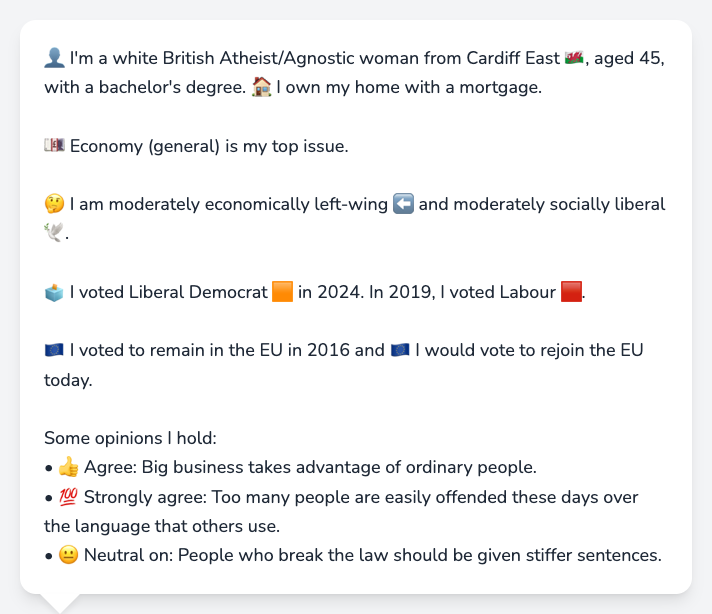 👤 I'm a white British Atheist/Agnostic woman from Cardiff East 🏴󠁧󠁢󠁷󠁬󠁳󠁿, aged 45,
with a bachelor's degree. 🏠 I own my home with a mortgage.
💷 Economy (general) is my top issue.
🤔 I am moderately economically left-wing ⬅️ and moderately socially liberal
🕊️.
🗳️ I voted Liberal Democrat 🟧 in 2024. In 2019, I voted Labour 🟥.
🇪🇺 I voted to remain in the EU in 2016 and 🇪🇺 I would vote to rejoin the EU
today.
Some opinions I hold:
• 👍 Agree: Big business takes advantage of ordinary people.
• 💯 Strongly agree: Too many people are easily offended these days over
the language that others use.
• 😐 Neutral on: People who break the law should be given stiffer sentences.